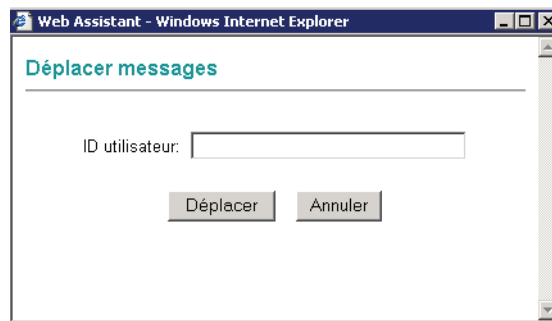 Web Assistant - Windows Internet Explorer
Déplacer messages
ID utilisateur:
Déplacer Annuler